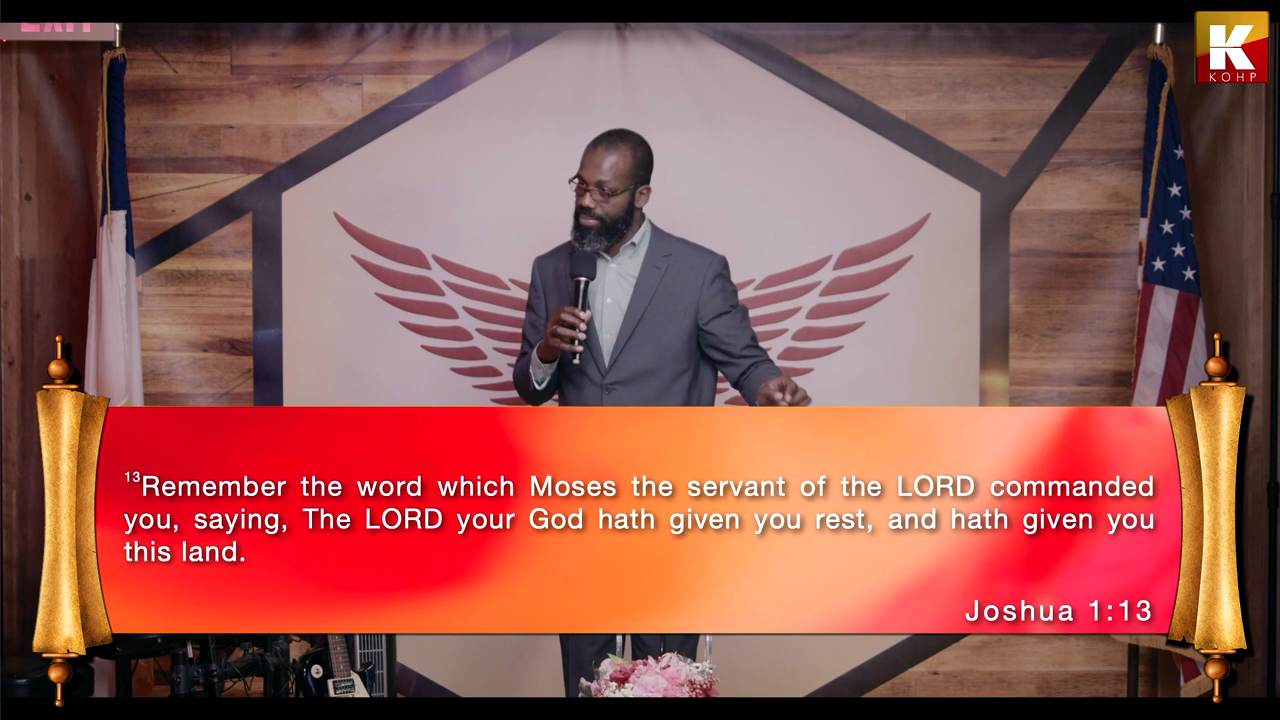 EXIT
K
KOHP
¹³Remember the word which Moses the servant of the LORD commanded
you, saying, The LORD your God hath given you rest, and hath given you
this land.
Joshua 1:13